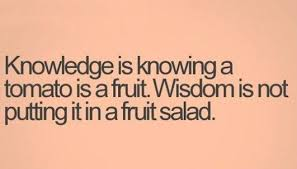 Knowledge is knowing a
tomato is a fruit. Wisdom is not
putting it in a fruit salad.